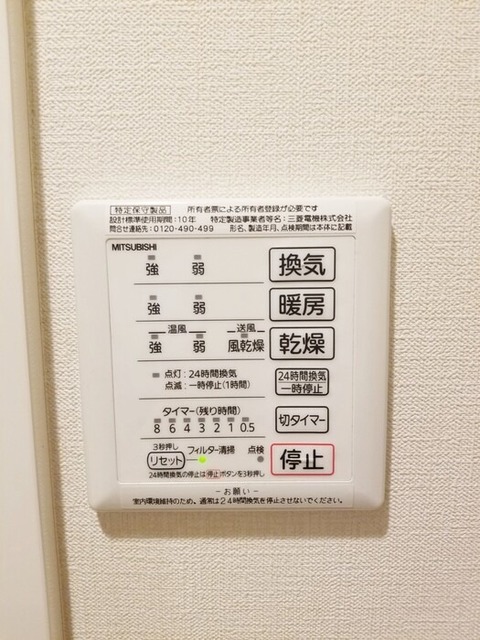 特定保守製品 所有者票による所有者登録が必要です
設計標準使用期間:10年 特定製造事業者等名:三菱電機株式会社
問合せ連絡先:0120-490-499 形名、製造年月、点検期間は本体に記載
MITSUBISHI
強 弱 換気
強 弱 暖房
温風 送風
強 弱 風乾燥 乾燥
点灯:24時間換気
点滅:一時停止(1時間)
24時間換気
一時停止
タイマー(残り時間)
8 6 4 3 2 1 0.5
切タイマー
3秒押し
リセット フィルター清掃 点検
停止
24時間換気の停止は停止ボタンを3秒押し
-お願い-
室内環境維持のため、通常は24時間換気を停止させないでください。